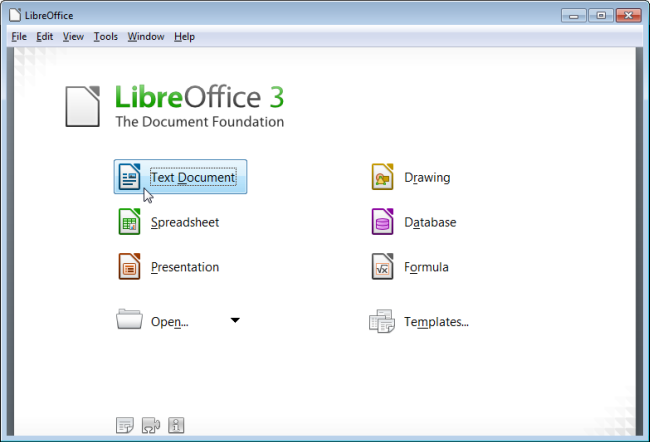 LibreOffice
File Edit View Tools Window Help
LibreOffice 3
The Document Foundation
Text Document
Drawing
Spreadsheet
Database
Presentation
Formula
Open...
Templates...